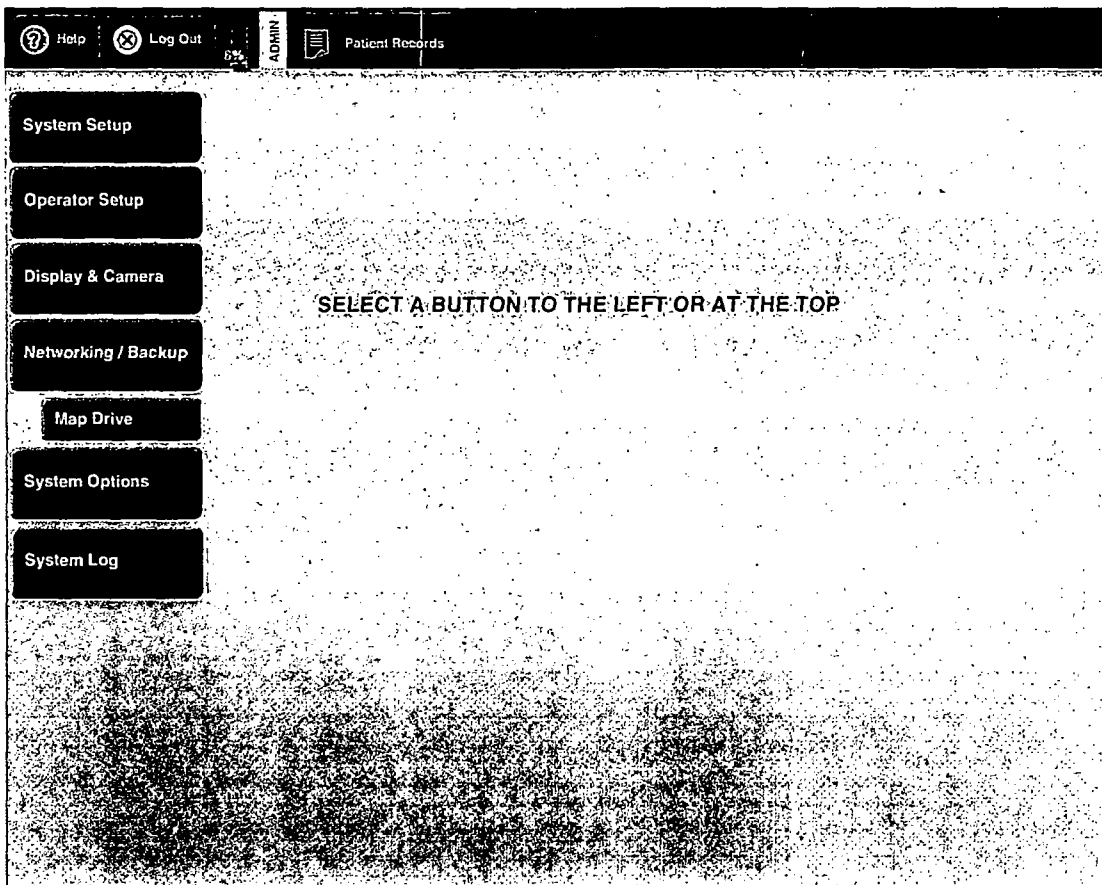 Help Log Out 6% ADMIN Patient Records
System Setup
Operator Setup
Display & Camera
SELECT A BUTTON TO THE LEFT OR AT THE TOP
Networking / Backup
Map Drive
System Options
System Log